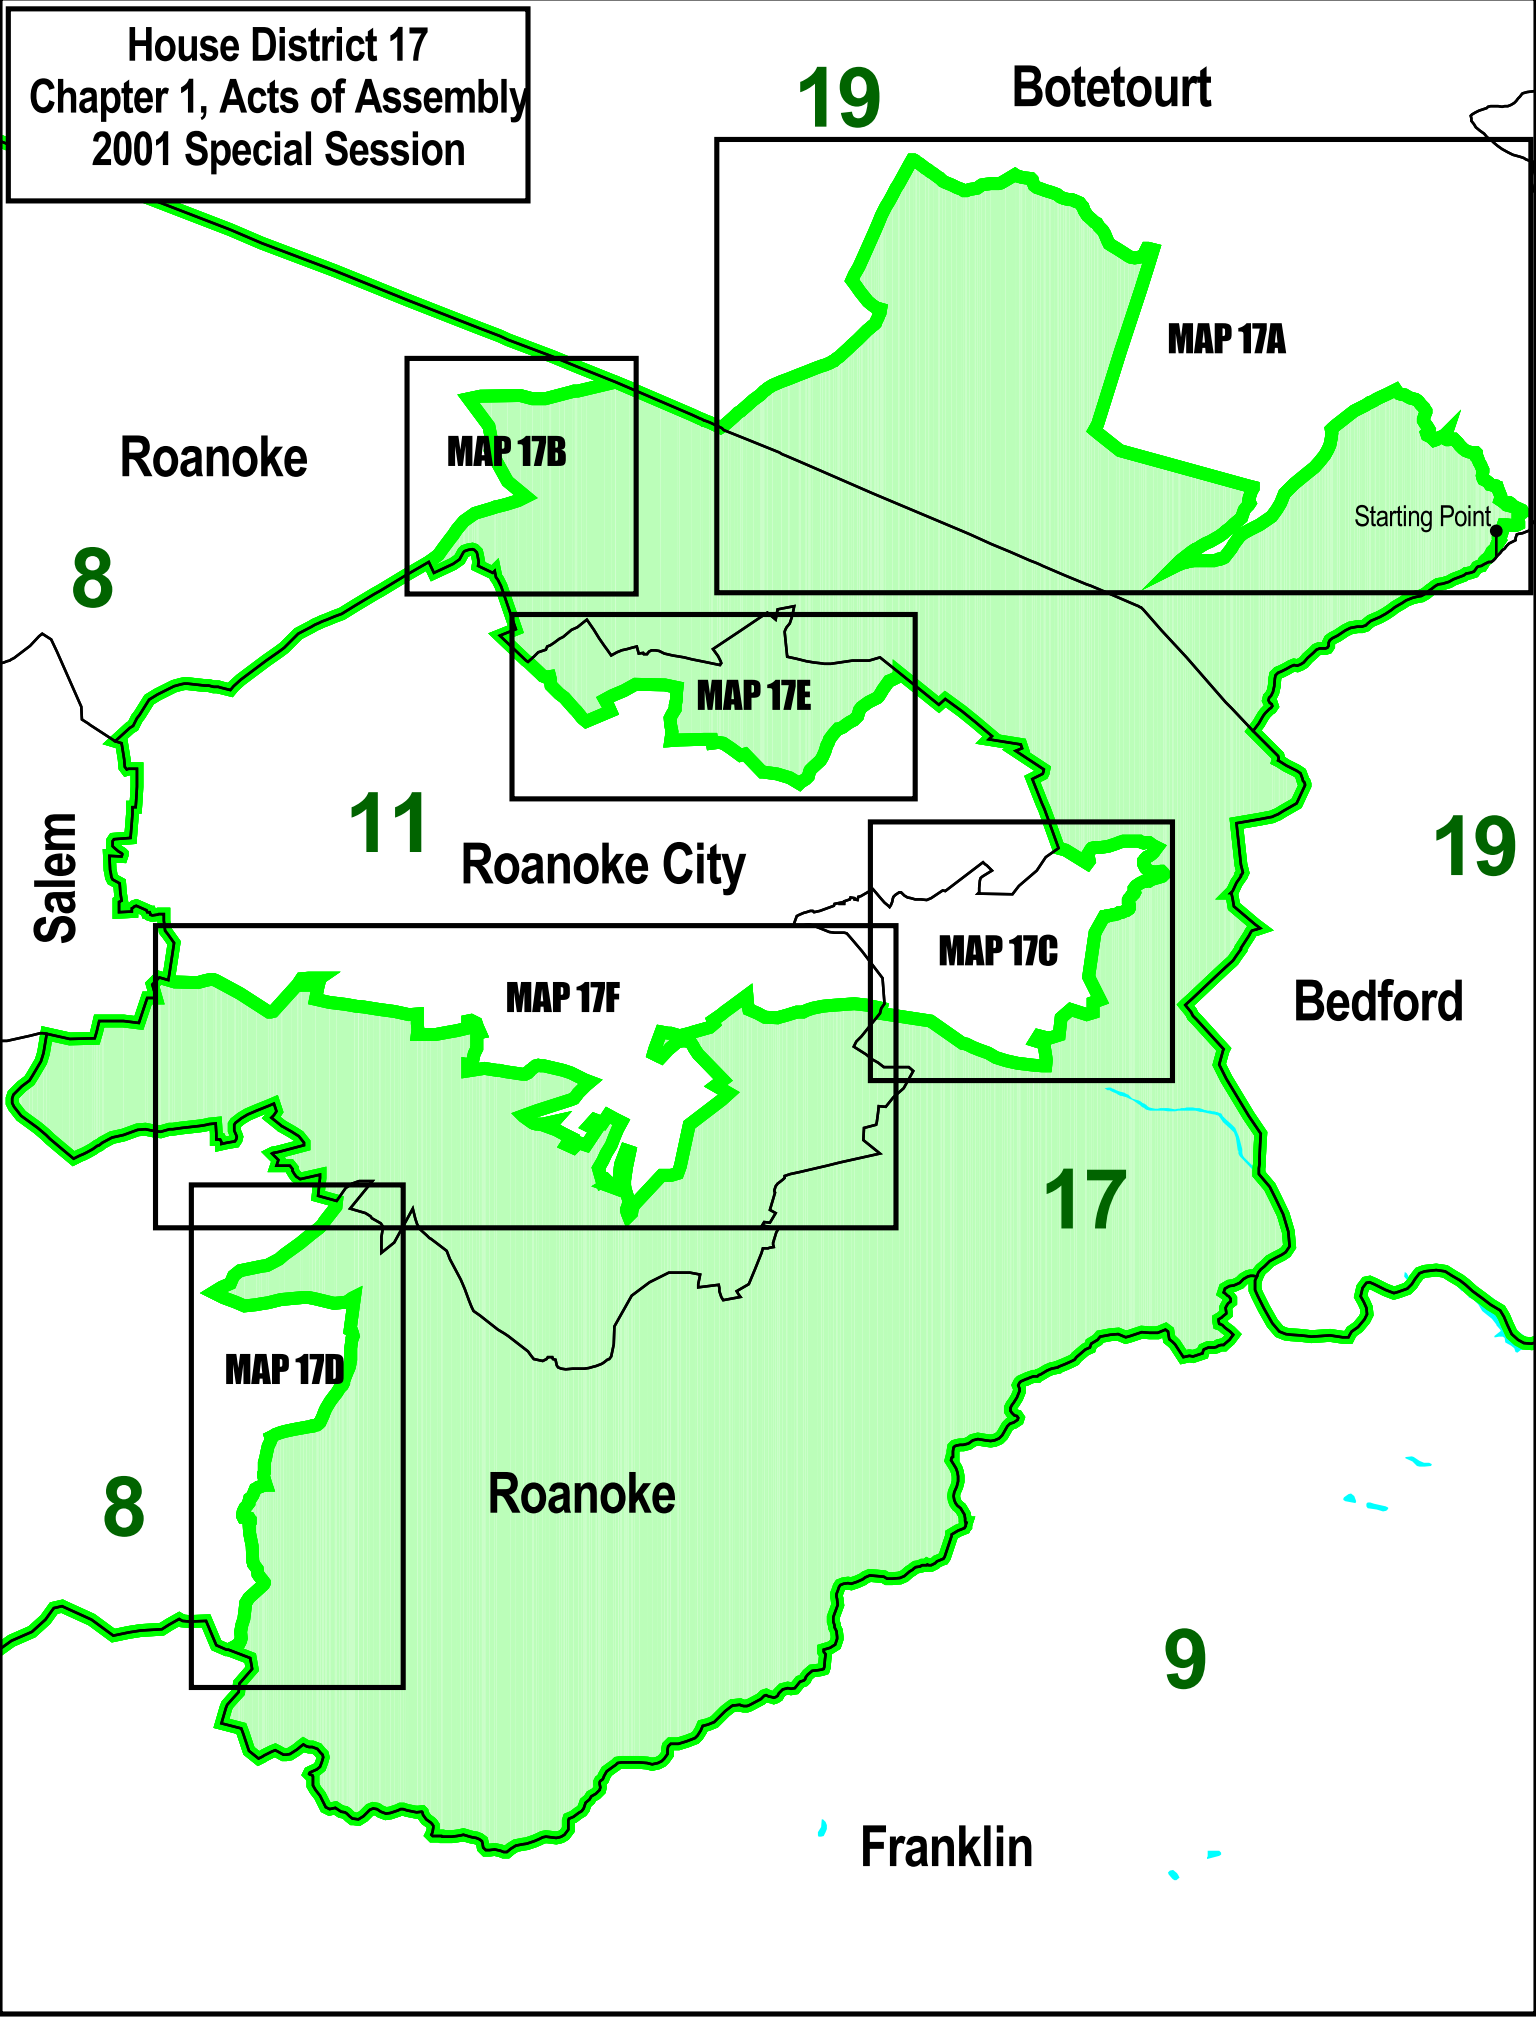 House District 17
Chapter 1, Acts of Assembly
2001 Special Session
19
Botetourt
MAP 17A
Roanoke
MAP 17B
Starting Point
8
MAP 17E
11
Roanoke City
19
Salem
MAP 17C
MAP 17F
Bedford
17
MAP 17D
8
Roanoke
9
Franklin